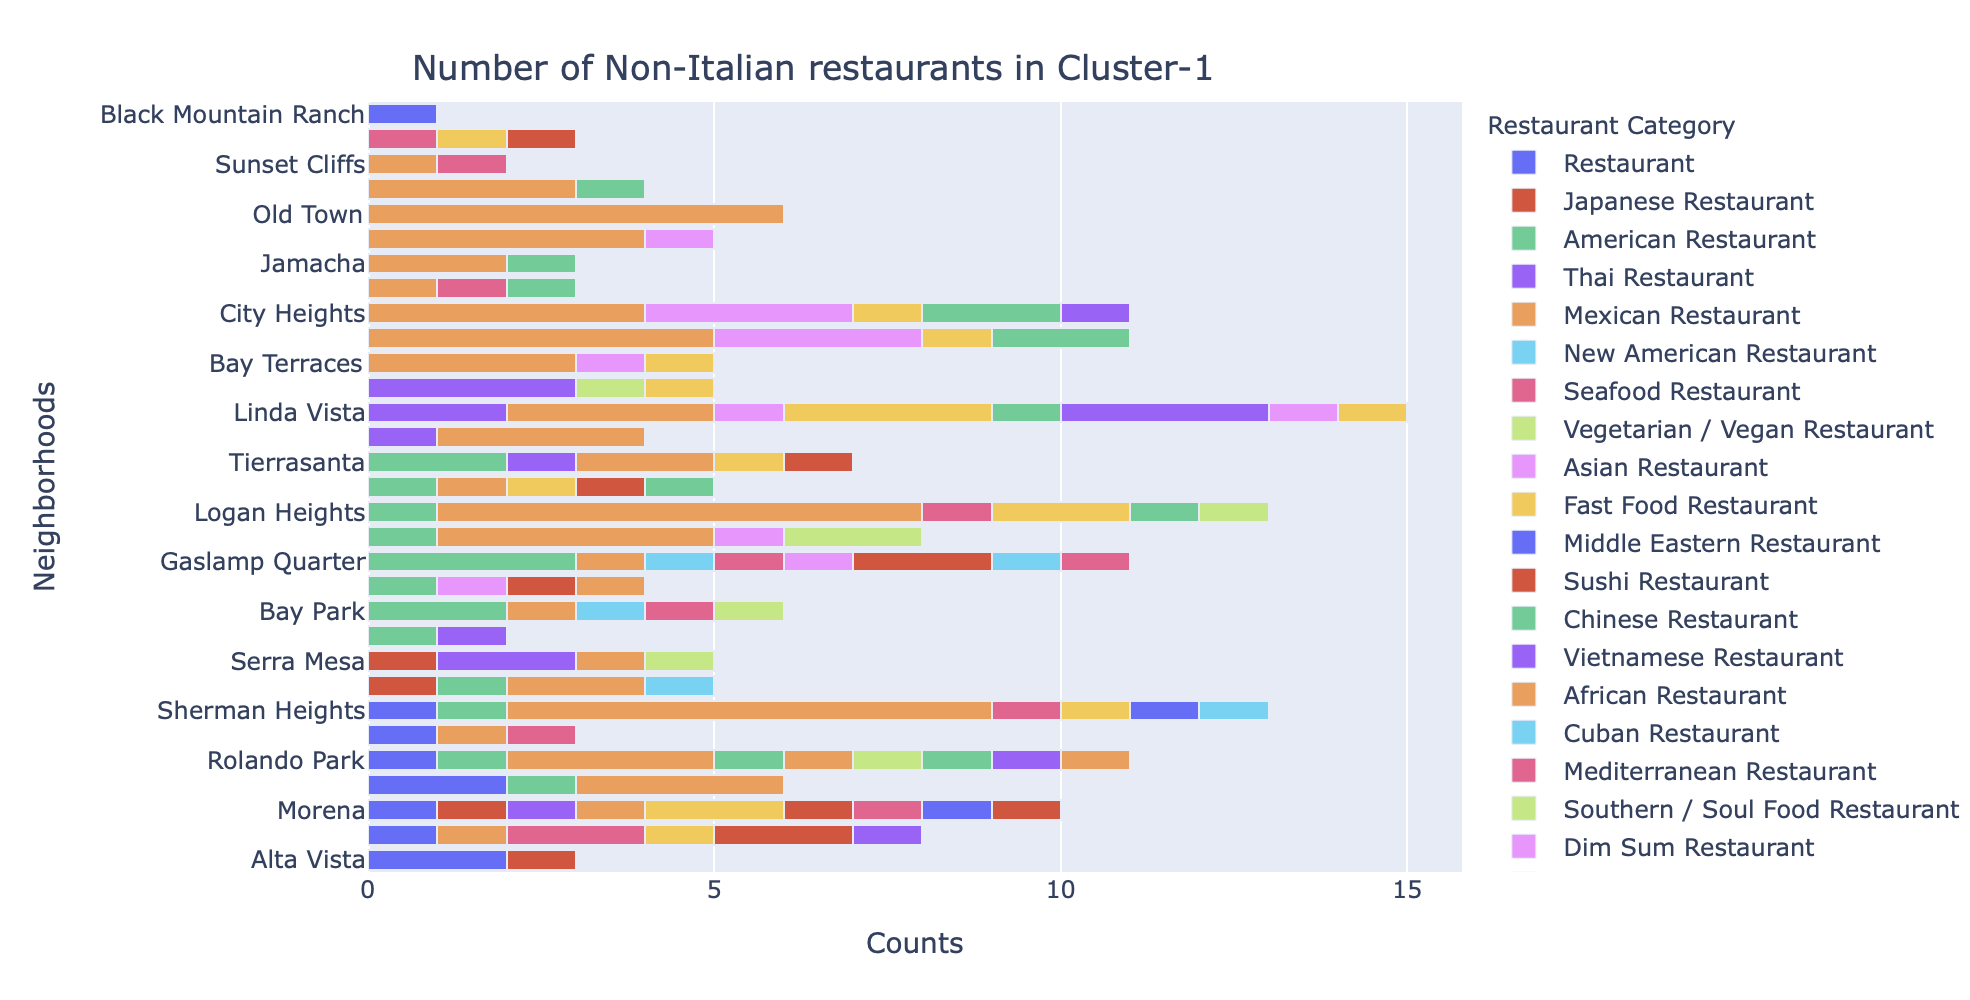 Number of Non-Italian restaurants in Cluster-1
Black Mountain Ranch
Sunset Cliffs
Old Town
Jamacha
City Heights
Bay Terraces
Linda Vista
Tierrasanta
Logan Heights
Gaslamp Quarter
Bay Park
Serra Mesa
Sherman Heights
Rolando Park
Morena
Alta Vista
Neighborhoods
0 5 10 15
Counts
Restaurant Category
Restaurant
Japanese Restaurant
American Restaurant
Thai Restaurant
Mexican Restaurant
New American Restaurant
Seafood Restaurant
Vegetarian / Vegan Restaurant
Asian Restaurant
Fast Food Restaurant
Middle Eastern Restaurant
Sushi Restaurant
Chinese Restaurant
Vietnamese Restaurant
African Restaurant
Cuban Restaurant
Mediterranean Restaurant
Southern / Soul Food Restaurant
Dim Sum Restaurant